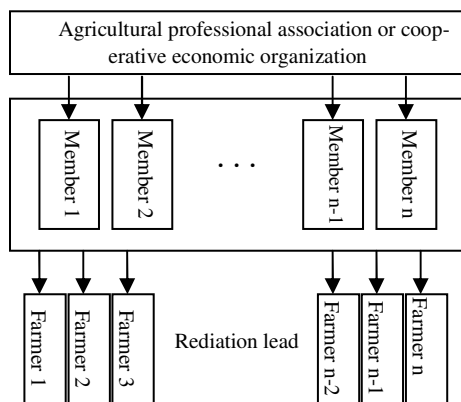 Agricultural professional association or coop-
erative economic organization
Member 1
Member 2
. . .
Member n-1
Member n
Farmer 1
Farmer 2
Farmer 3
Rediation lead
Farmer n-2
Farmer n-1
Farmer n